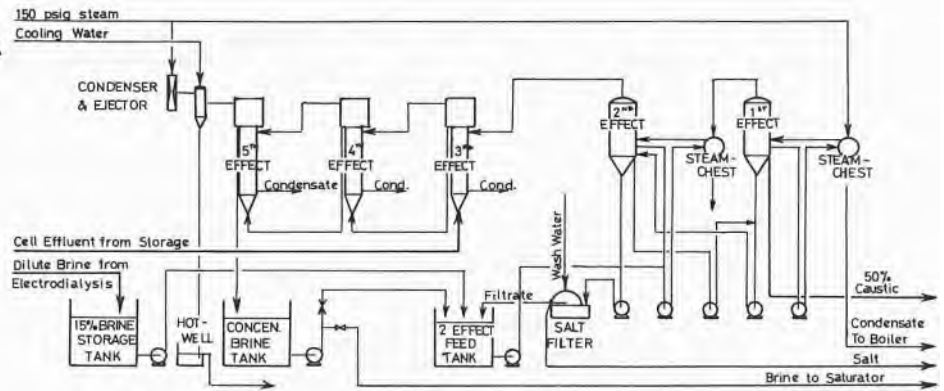 150 psig steam
Cooling Water
CONDENSER
& EJECTOR
5TH
EFFECT
4TH
EFFECT
3RD
EFFECT
2ND
EFFECT
1ST
EFFECT
STEAM-
CHEST
STEAM-
CHEST
Condensate
Cond.
Cond.
Cell Effluent from Storage
Dilute Brine from
Electrodialysis
Wash Water
Filtrate
15% BRINE
STORAGE
TANK
HOT-
WELL
CONCEN.
BRINE
TANK
2 EFFECT
FEED
TANK
SALT
FILTER
50%
Caustic
Condensate
To Boiler
Salt
Brine to Saturator